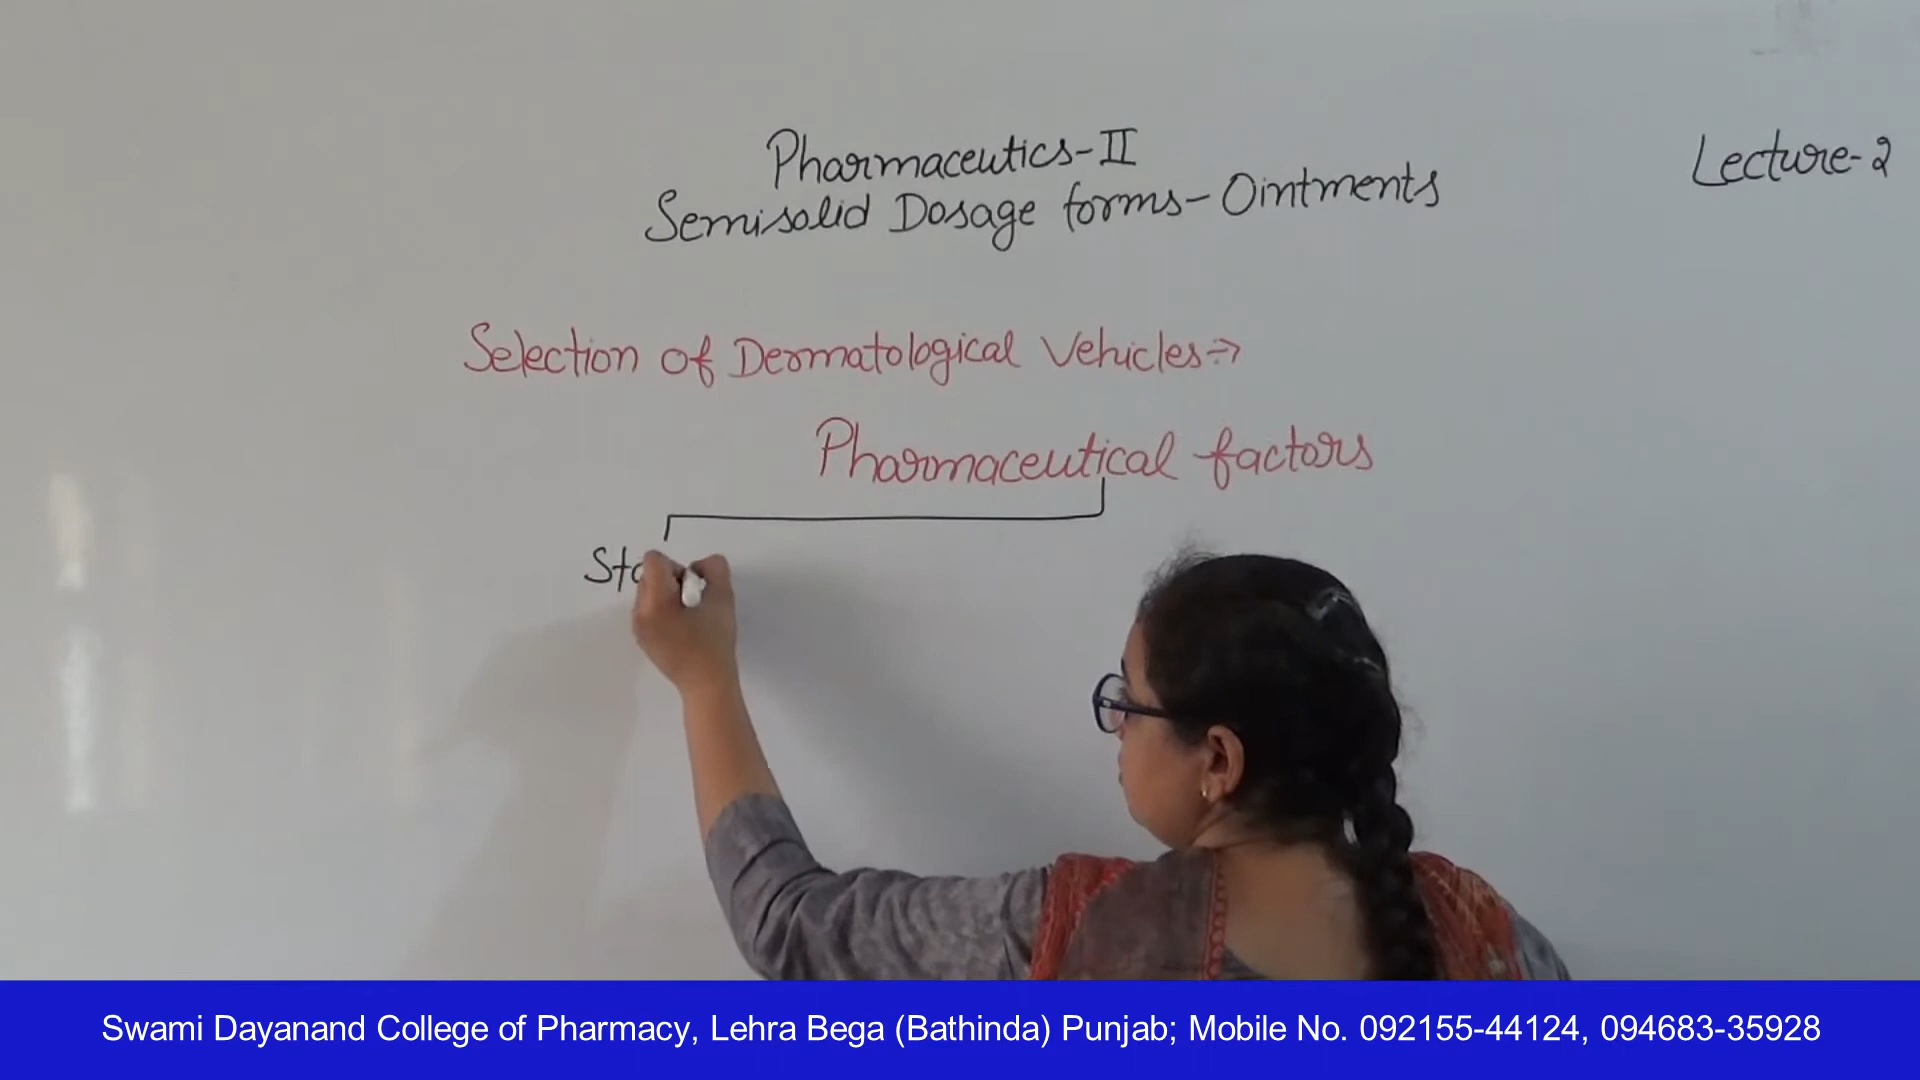 Pharmaceutics-II
Lecture-2
Semisolid Dosage forms-Ointments
Selection of Dermatological Vehicles→
Pharmaceutical factors
Swami Dayanand College of Pharmacy, Lehra Bega (Bathinda) Punjab; Mobile No. 092155-44124, 094683-35928